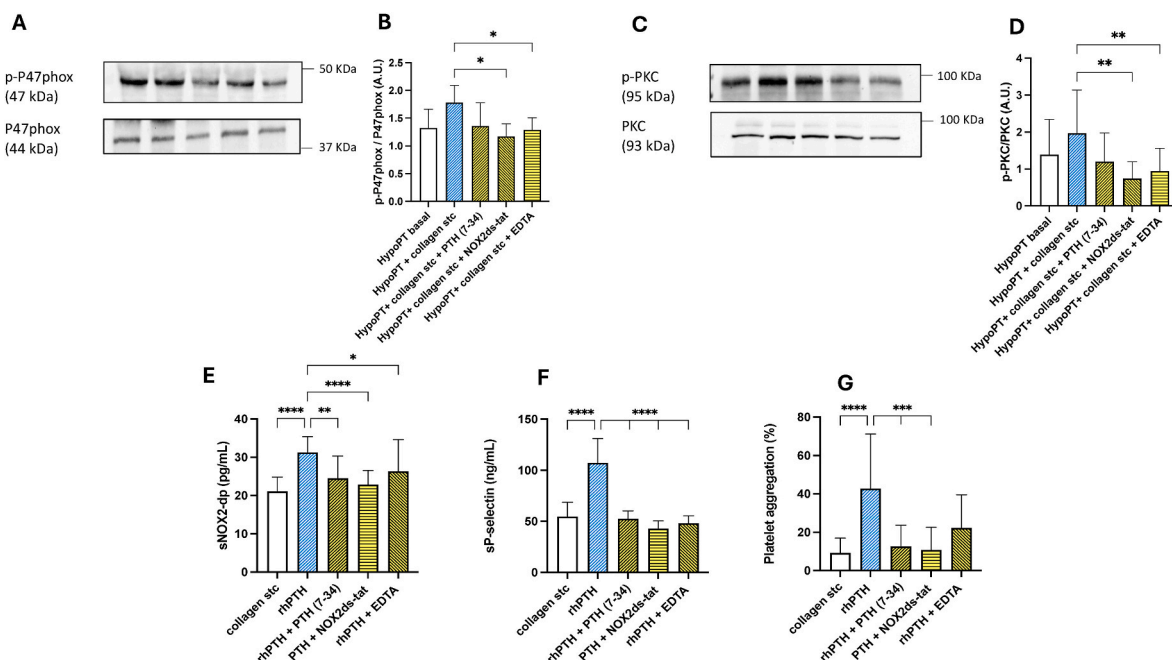 A
p-P47phox
(47 kDa)
50 KDa
P47phox
(44 kDa)
37 KDa
B
*
*
p-P47phox / P47phox (A.U.)
2.5
2.0
1.5
1.0
0.5
0.0
HypoPT basal
HypoPT + collagen stc
HypoPT+ collagen stc + PTH (7-34)
HypoPT+ collagen stc + NOX2ds-tat
HypoPT+ collagen stc + EDTA
C
p-PKC
(95 kDa)
100 KDa
PKC
(93 kDa)
100 KDa
D
**
**
p-PKC/PKC (A.U.)
4
3
2
1
0
HypoPT basal
HypoPT + collagen stc
HypoPT+ collagen stc + PTH (7-34)
HypoPT+ collagen stc + NOX2ds-tat
HypoPT+ collagen stc + EDTA
E
*
****
**** **
sNOX2-dp (pg/mL)
40
30
20
10
0
collagen stc
rhPTH
rhPTH + PTH (7-34)
PTH + NOX2ds-tat
rhPTH + EDTA
F
**** ****
sP-selectin (ng/mL)
150
100
50
0
collagen stc
rhPTH
rhPTH + PTH (7-34)
PTH + NOX2ds-tat
rhPTH + EDTA
G
**** ***
Platelet aggregation (%)
80
60
40
20
0
collagen stc
rhPTH
rhPTH + PTH (7-34)
PTH + NOX2ds-tat
rhPTH + EDTA